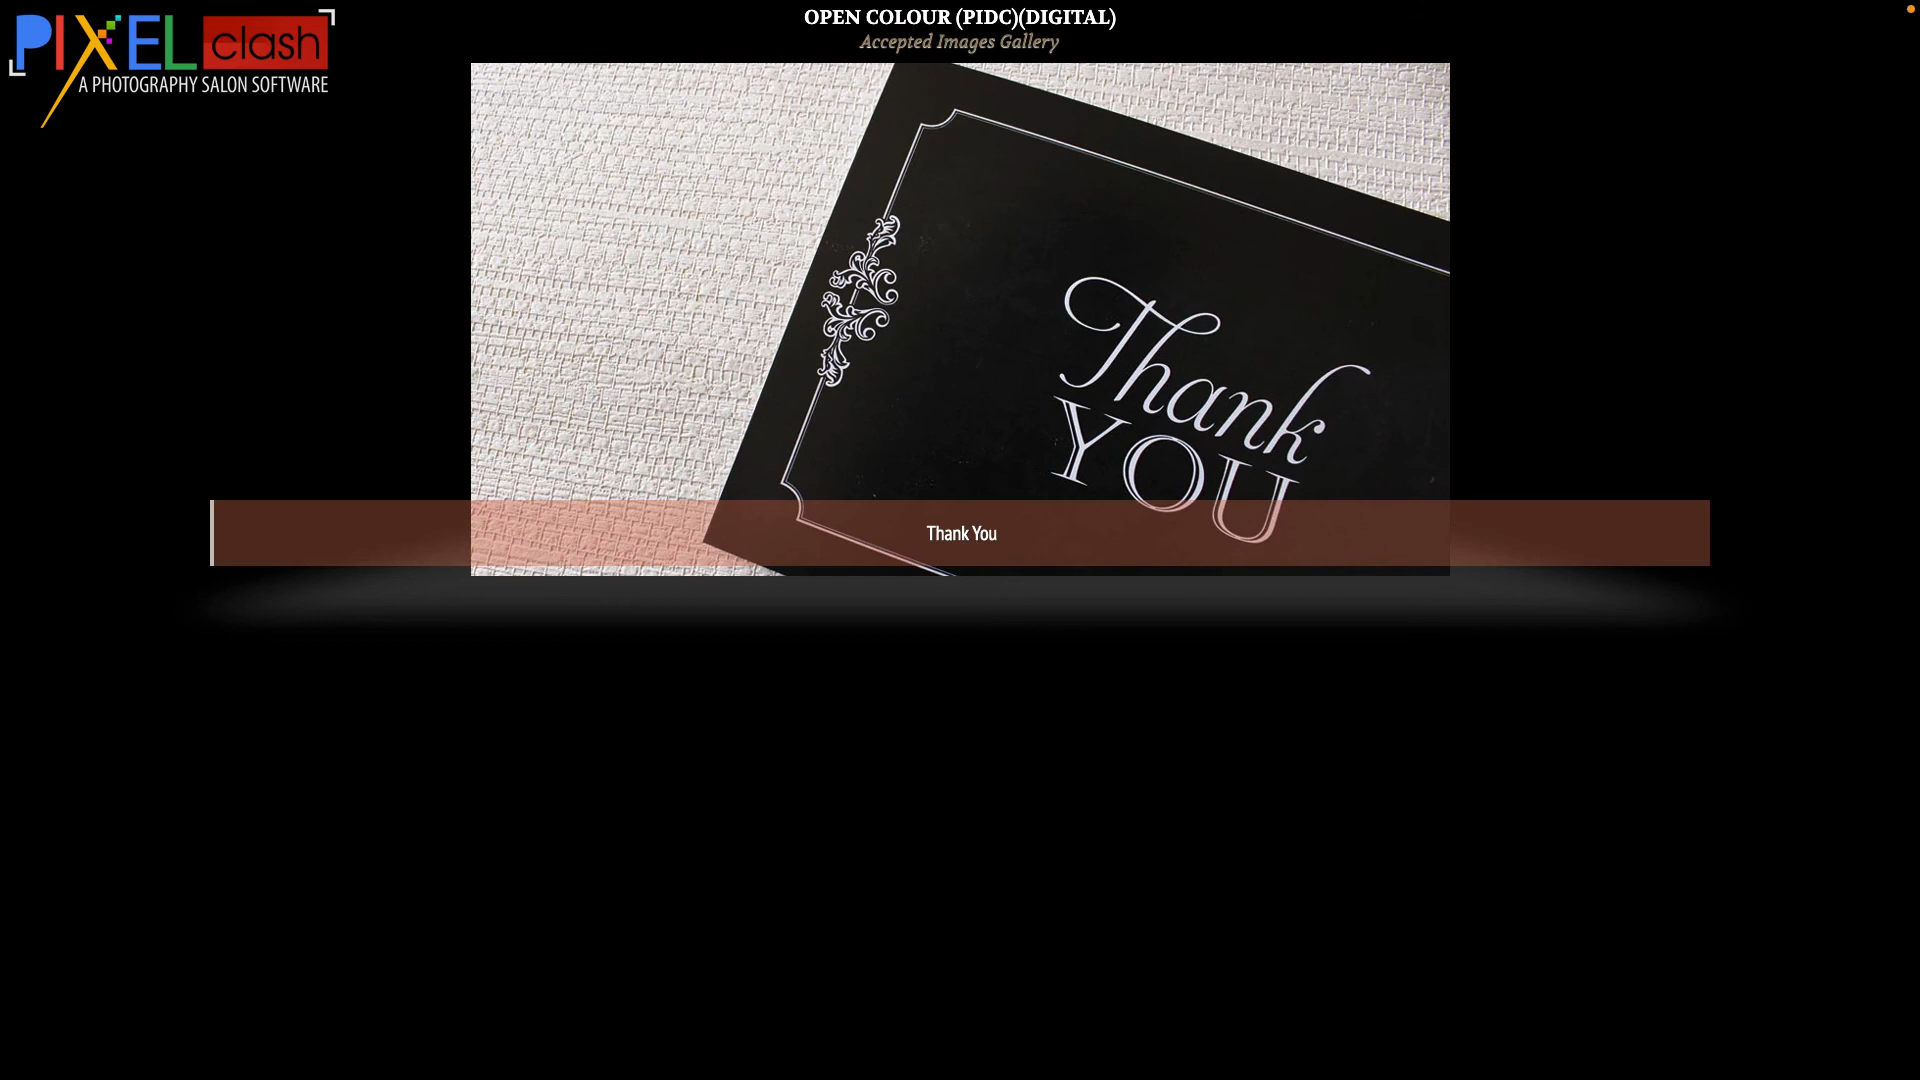 PIXEL clash
A PHOTOGRAPHY SALON SOFTWARE
OPEN COLOUR (PIDC)(DIGITAL)
Accepted Images Gallery
Thank
YOU
Thank You